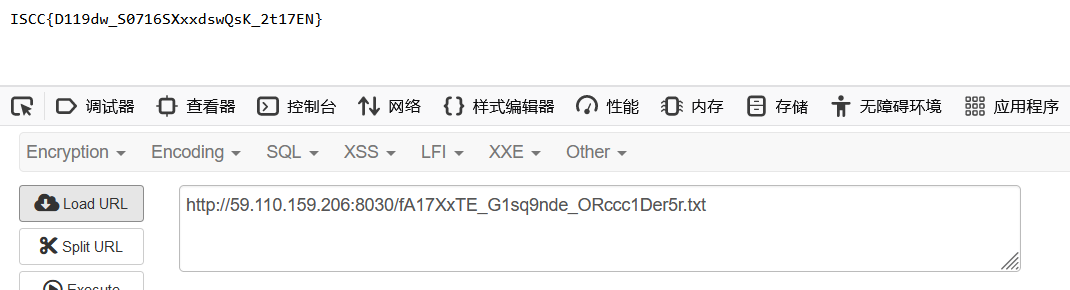 ISCC{D119dw_S0716SXxxdswQsK_2t17EN}
调试器 查看器 控制台 网络 样式编辑器 性能 内存 存储 无障碍环境 应用程序
Encryption Encoding SQL XSS LFI XXE Other
Load URL http://59.110.159.206:8030/fA17XxTE_G1sq9nde_ORccc1Der5r.txt
Split URL
Execute